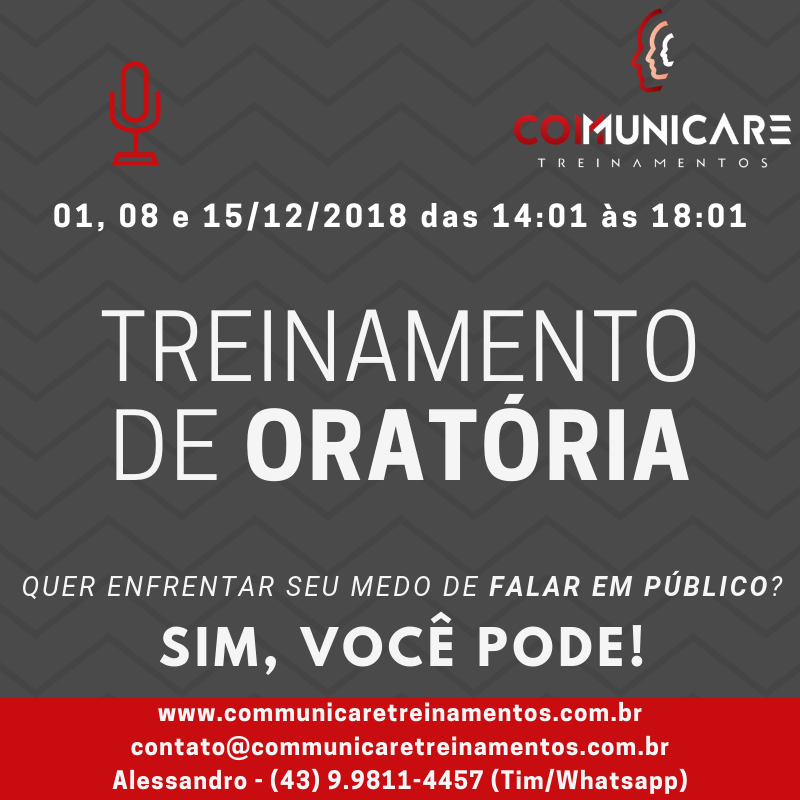 COMMUNICARE
TREINAMENTOS
01, 08 e 15/12/2018 das 14:01 às 18:01
TREINAMENTO
DE ORATÓRIA
QUER ENFRENTAR SEU MEDO DE FALAR EM PÚBLICO?
SIM, VOCÊ PODE!
www.communicaretreinamentos.com.br
contato@communicaretreinamentos.com.br
Alessandro - (43) 9.9811-4457 (Tim/Whatsapp)